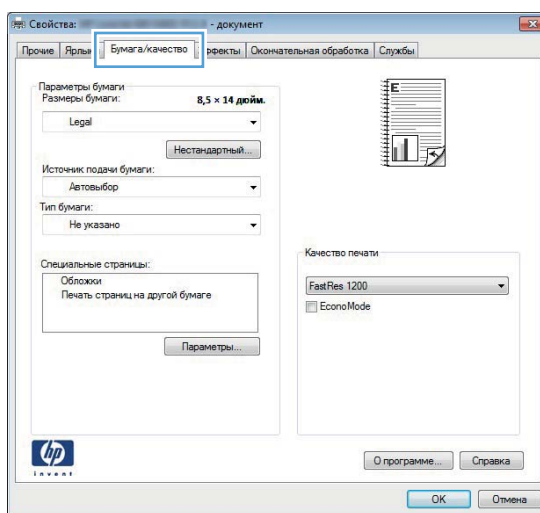 Свойства: - документ
Прочие Ярлы Бумага/качество ффекты Окончательная обработка Службы
Параметры бумаги
Размеры бумаги: 8,5 × 14 дюйм.
Legal
Нестандартный...
Источник подачи бумаги:
Автовыбор
Тип бумаги:
Не указано
Специальные страницы:
Обложки
Печать страниц на другой бумаге
Параметры...
E
Качество печати
FastRes 1200
EconoMode
hp
invent
О программе... Справка
OK Отмена